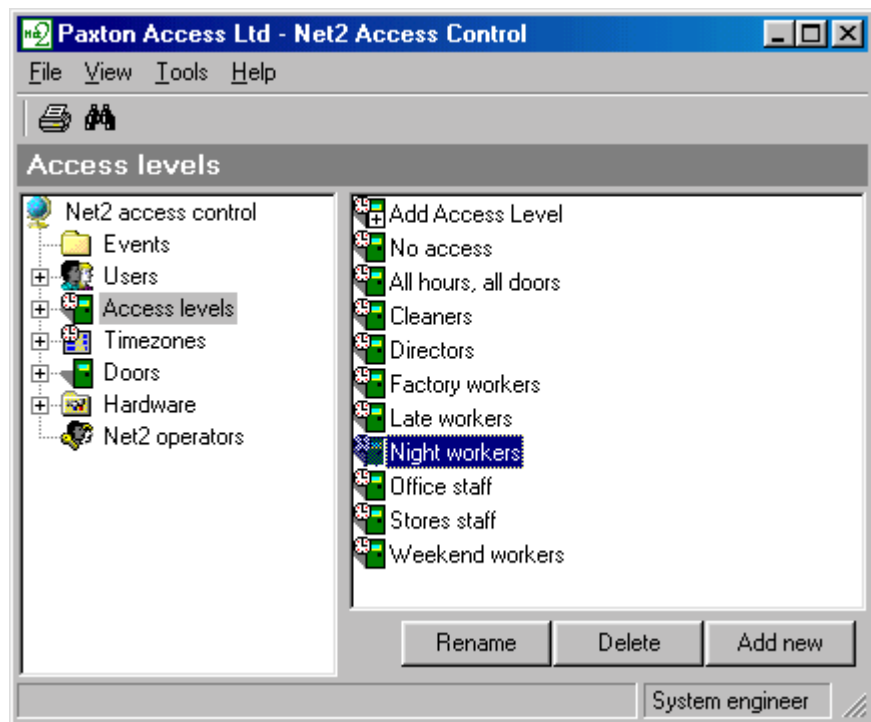 Paxton Access Ltd - Net2 Access Control
File View Tools Help
Access levels
Net2 access control
Events
Users
Access levels
Timezones
Doors
Hardware
Net2 operators
Add Access Level
No access
All hours, all doors
Cleaners
Directors
Factory workers
Late workers
Night workers
Office staff
Stores staff
Weekend workers
Rename Delete Add new
System engineer